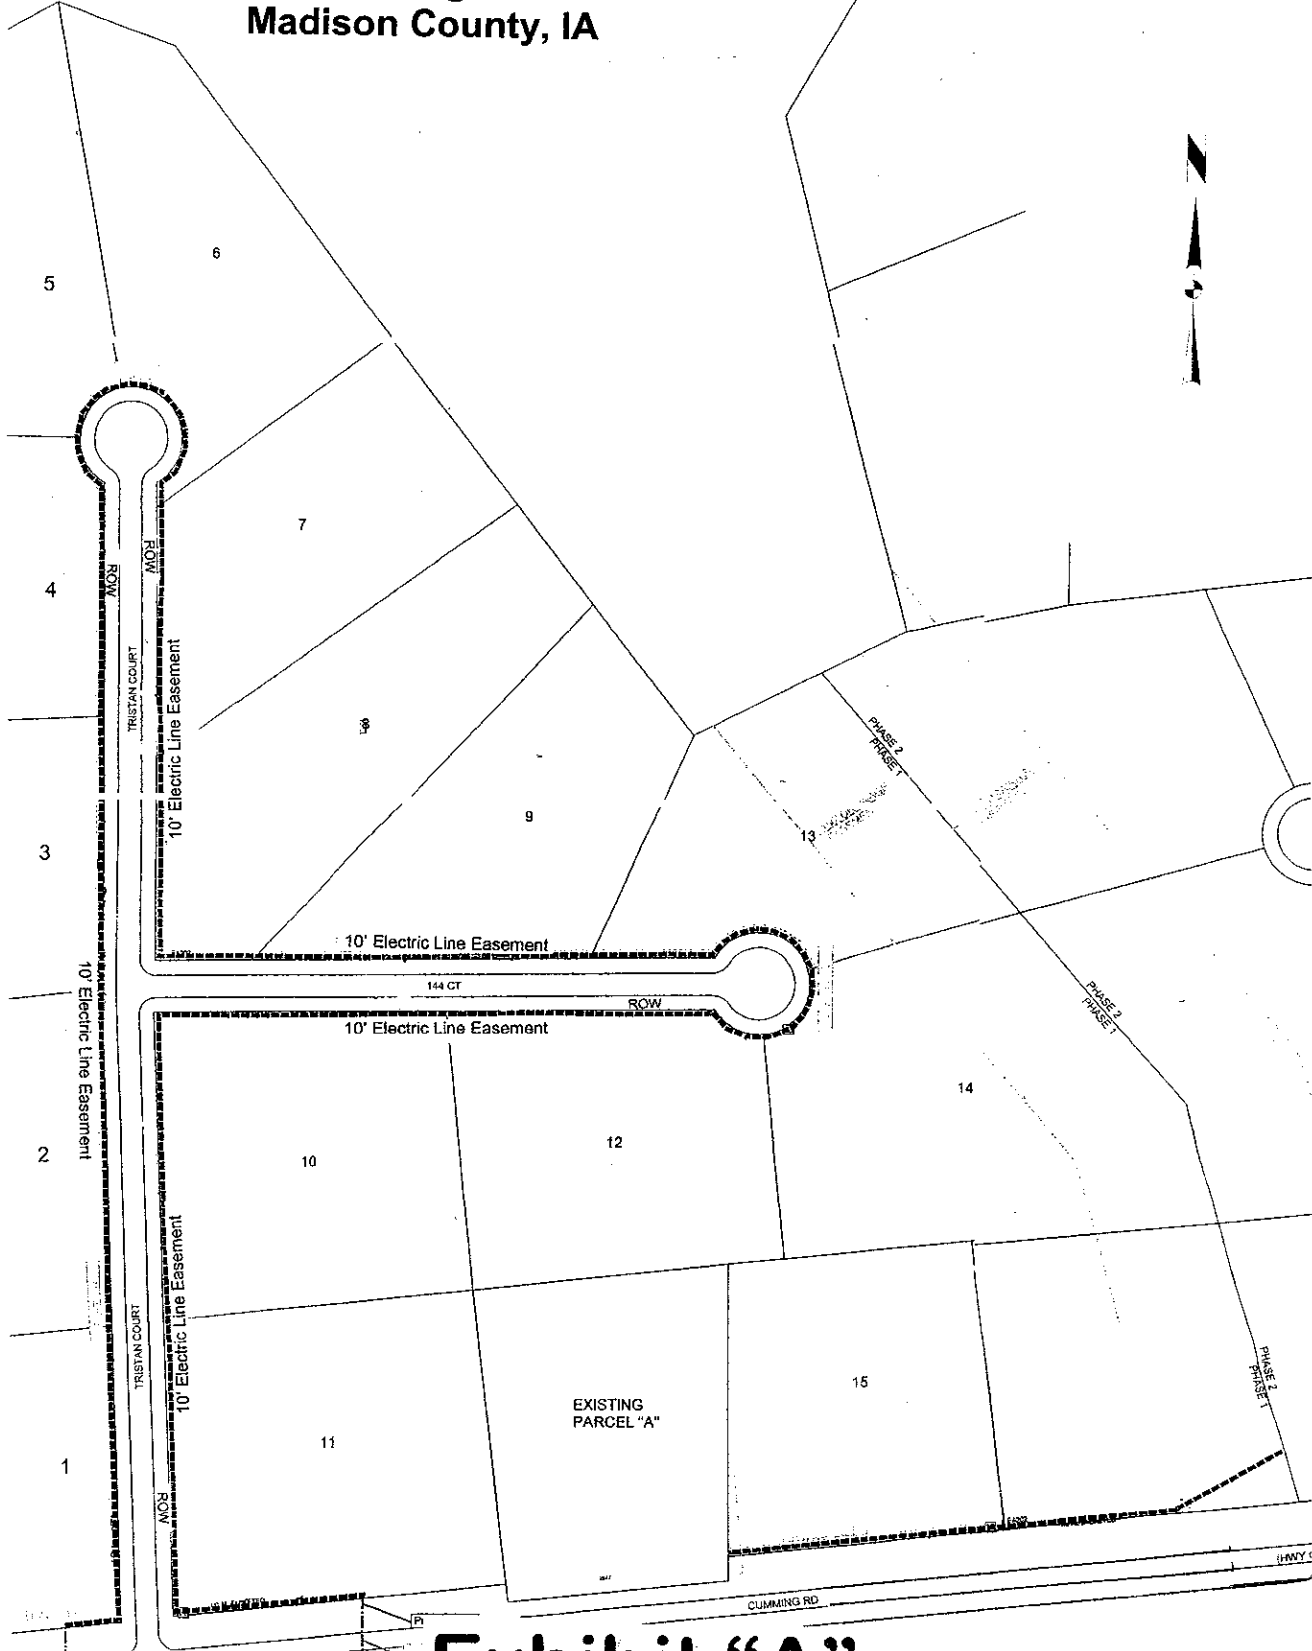 Madison County, IA
N
6
5
7
4
ROW
ROW
TRISTAN COURT
10' Electric Line Easement
8
9
3
PHASE 2
PHASE 1
13
10' Electric Line Easement
144 CT
ROW
10' Electric Line Easement
10' Electric Line Easement
PHASE 2
PHASE 1
14
12
10
2
10' Electric Line Easement
TRISTAN COURT
PHASE 2
PHASE 1
15
EXISTING
PARCEL "A"
11
1
ROW
(HWY
CUMMING RD
Exhibit "A"